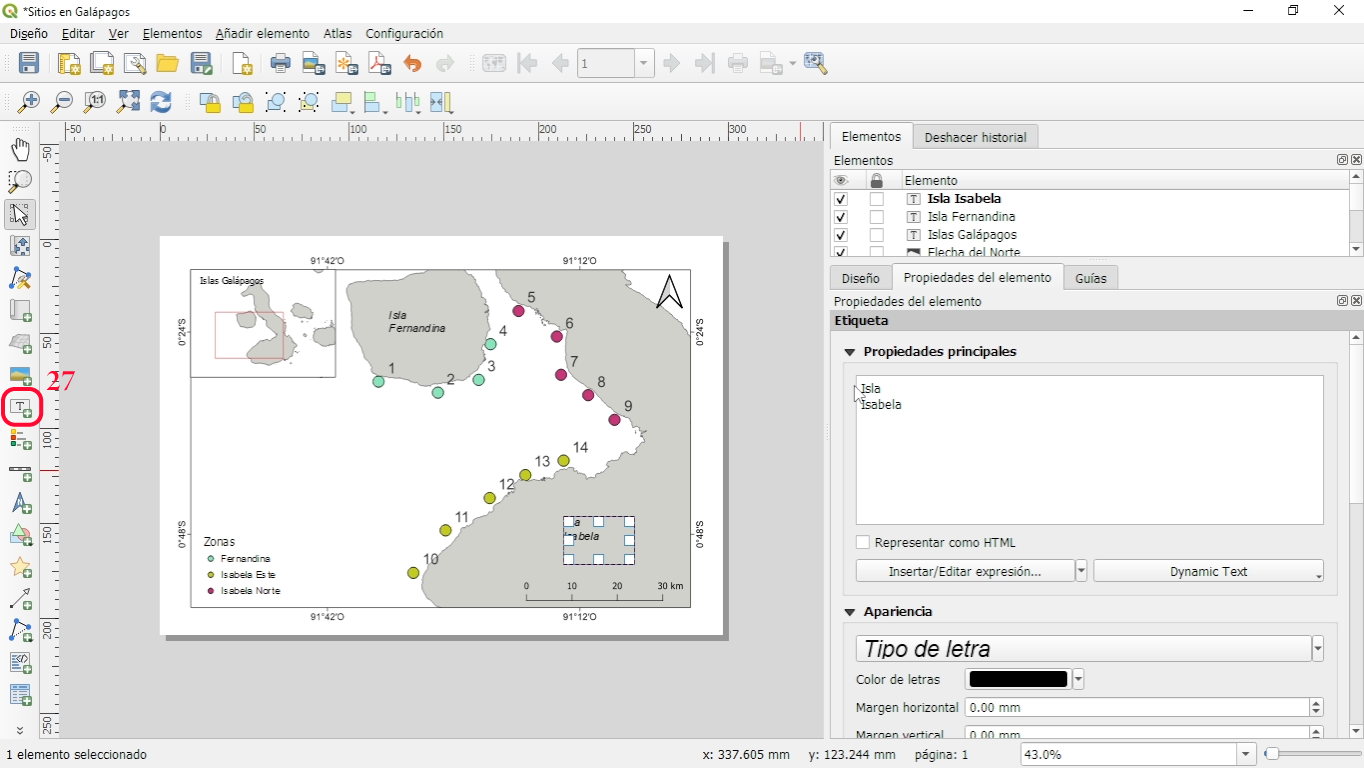 *Sitios en Galápagos
Diseño Editar Ver Elementos Añadir elemento Atlas Configuración
1
-50 0 50 100 150 200 250 300
Elementos Deshacer historial
Elementos
Elemento
Isla Isabela
Isla Fernandina
Islas Galápagos
Flecha del Norte
Diseño Propiedades del elemento Guías
Propiedades del elemento
Etiqueta
Propiedades principales
Isla
Isabela
Representar como HTML
Insertar/Editar expresión... Dynamic Text
Apariencia
Tipo de letra
Color de letras
Margen horizontal 0.00 mm
Margen vertical 0.00 mm
-50
0
50
100
150
200
250
27
91°42'O 91°12'O
Islas Galápagos
Isla
Fernandina
0°24'S 0°24'S
1
2
3
4
5
6
7
8
9
10
11
12
13
14
Isabela
0°48'S 0°48'S
Zonas
Fernandina
Isabela Este
Isabela Norte
0 10 20 30 km
91°42'O 91°12'O
1 elemento seleccionado x: 337.605 mm y: 123.244 mm página: 1 43.0%